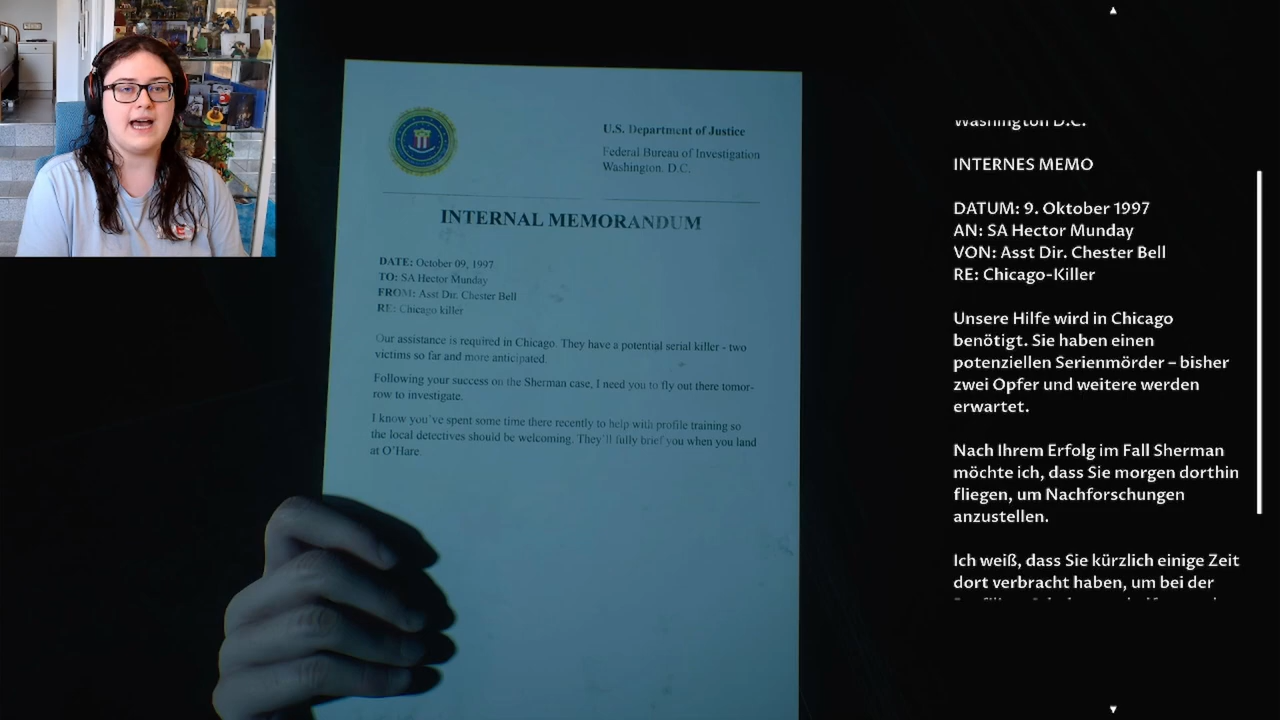 U.S. Department of Justice
Federal Bureau of Investigation
Washington, D.C.
INTERNAL MEMORANDUM
DATE: October 09, 1997
TO: SA Hector Munday
FROM: Asst Dir. Chester Bell
RE: Chicago killer
Our assistance is required in Chicago. They have a potential serial killer - two
victims so far and more anticipated.
Following your success on the Sherman case, I need you to fly out there tomor-
row to investigate.
I know you've spent some time there recently to help with profile training so
the local detectives should be welcoming. They'll fully brief you when you land
at O'Hare.
Washington D.C.
INTERNES MEMO
DATUM: 9. Oktober 1997
AN: SA Hector Munday
VON: Asst Dir. Chester Bell
RE: Chicago-Killer
Unsere Hilfe wird in Chicago
benötigt. Sie haben einen
potenziellen Serienmörder – bisher
zwei Opfer und weitere werden
erwartet.
Nach Ihrem Erfolg im Fall Sherman
möchte ich, dass Sie morgen dorthin
fliegen, um Nachforschungen
anzustellen.
Ich weiß, dass Sie kürzlich einige Zeit
dort verbracht haben, um bei der